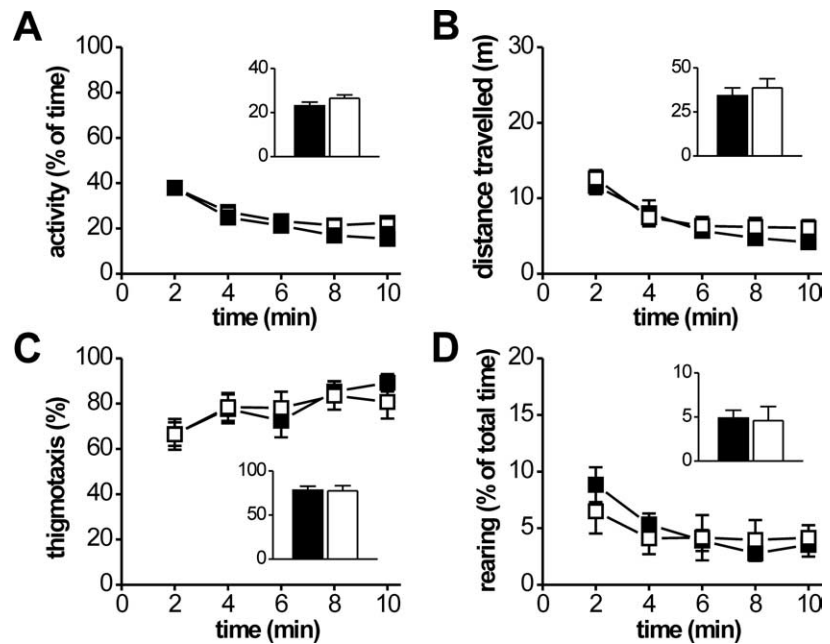 A
activity (% of time)
100
80
60
40
20
0
0 2 4 6 8 10
time (min)
40
20
0
B
distance travelled (m)
30
20
10
0
0 2 4 6 8 10
time (min)
50
25
0
C
thigmotaxis (%)
100
80
60
40
20
0
0 2 4 6 8 10
time (min)
100
50
0
D
rearing (% of total time)
20
15
10
5
0
0 2 4 6 8 10
time (min)
10
5
0